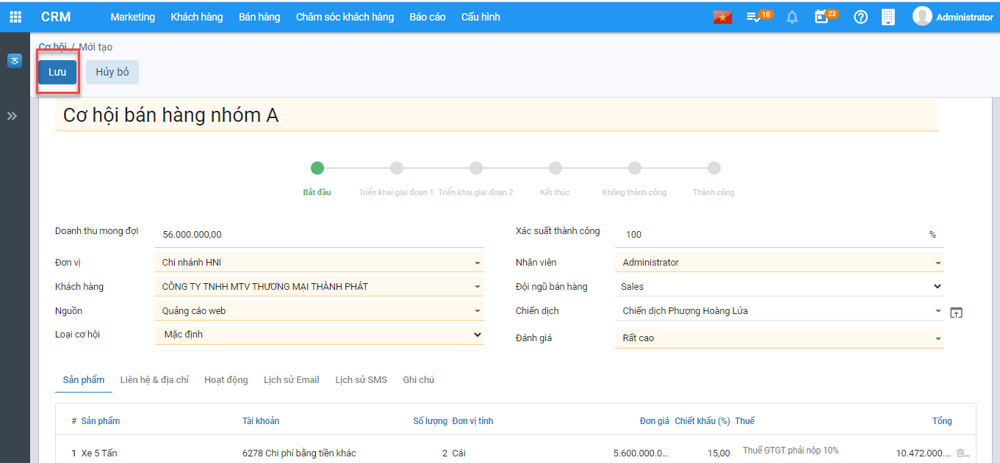 CRM Marketing Khách hàng Bán hàng Chăm sóc khách hàng Báo cáo Cấu hình 10 23 Administrator
Cơ hội / Mới tạo
Lưu Hủy bỏ
Cơ hội bán hàng nhóm A
Bắt đầu Triển khai giai đoạn 1 Triển khai giai đoạn 2 Kết thúc Không thành công Thành công
Doanh thu mong đợi 56.000.000,00 Xác suất thành công 100 %
Đơn vị Chi nhánh HNI Nhân viên Administrator
Khách hàng CÔNG TY TNHH MTV THƯƠNG MẠI THÀNH PHÁT Đội ngũ bán hàng Sales
Nguồn Quảng cáo web Chiến dịch Chiến dịch Phượng Hoàng Lửa
Loại cơ hội Mặc định Đánh giá Rất cao
Sản phẩm Liên hệ & địa chỉ Hoạt động Lịch sử Email Lịch sử SMS Ghi chú
# Sản phẩm Tài khoản Số lượng Đơn vị tính Đơn giá Chiết khấu (%) Thuế Tổng
1 Xe 5 Tấn 6278 Chi phí bằng tiền khác 2 Cái 5.600.000.0... 15,00 Thuế GTGT phải nộp 10% 10.472.000.... ...